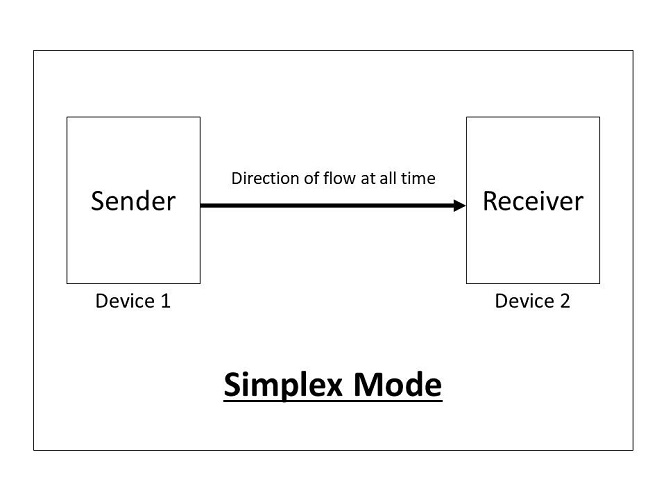 Direction of flow at all time
Sender
Receiver
Device 1
Device 2
Simplex Mode